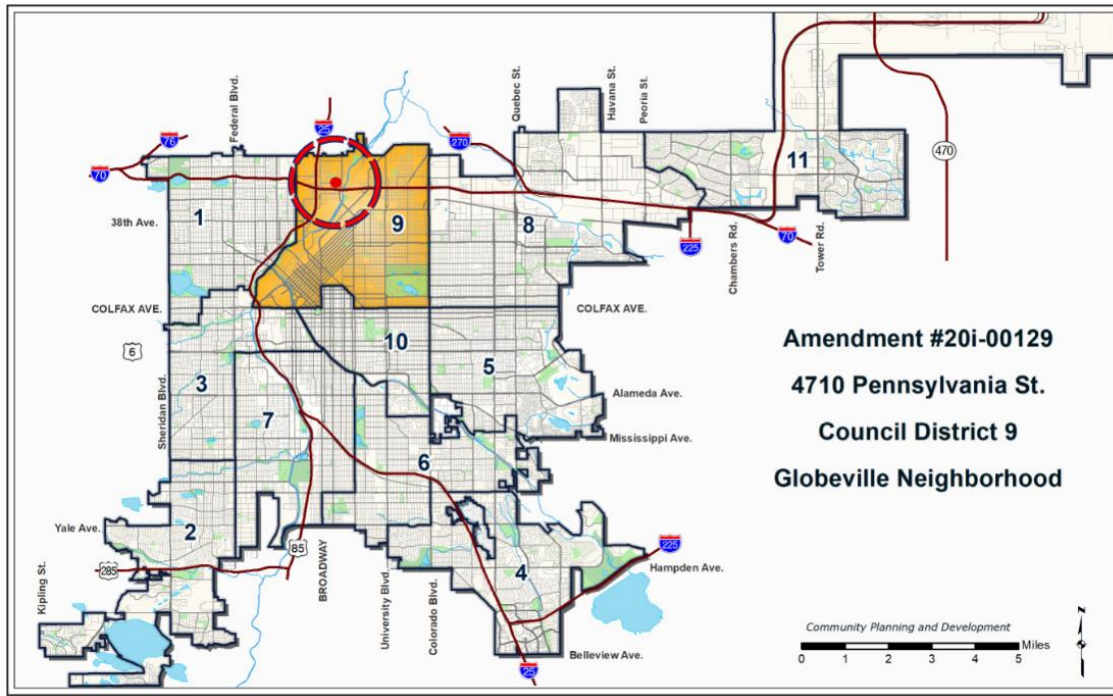 Federal Blvd.
Quebec St.
Havana St.
Peoria St.
25
76
270
70
470
11
1
9
8
38th Ave.
225
Chambers Rd.
70
Tower Rd.
COLFAX AVE.
COLFAX AVE.
6
10
5
3
Sheridan Blvd.
7
Alameda Ave.
Mississippi Ave.
6
Yale Ave.
2
85
BROADWAY
285
Kipling St.
University Blvd.
Colorado Blvd.
4
225
Hampden Ave.
Belleview Ave.
25
Amendment #20i-00129
4710 Pennsylvania St.
Council District 9
Globeville Neighborhood
Community Planning and Development
Miles
0 1 2 3 4 5
N